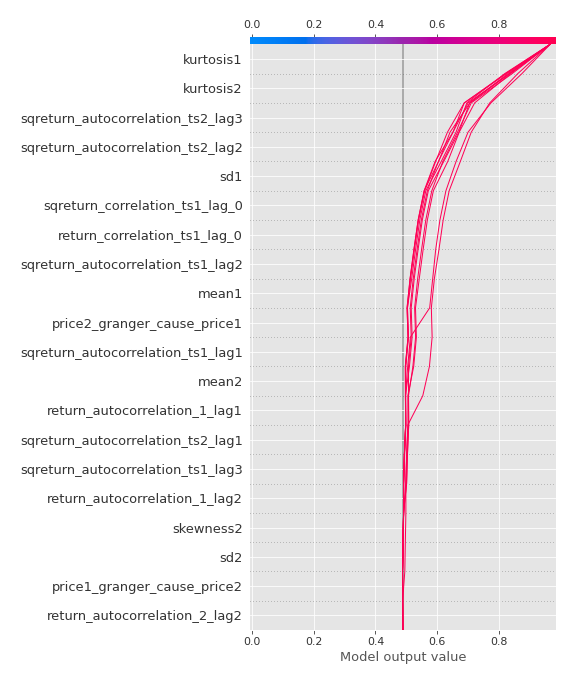 0.0 0.2 0.4 0.6 0.8
kurtosis1
kurtosis2
sqreturn_autocorrelation_ts2_lag3
sqreturn_autocorrelation_ts2_lag2
sd1
sqreturn_correlation_ts1_lag_0
return_correlation_ts1_lag_0
sqreturn_autocorrelation_ts1_lag2
mean1
price2_granger_cause_price1
sqreturn_autocorrelation_ts1_lag1
mean2
return_autocorrelation_1_lag1
sqreturn_autocorrelation_ts2_lag1
sqreturn_autocorrelation_ts1_lag3
return_autocorrelation_1_lag2
skewness2
sd2
price1_granger_cause_price2
return_autocorrelation_2_lag2
0.0 0.2 0.4 0.6 0.8
Model output value